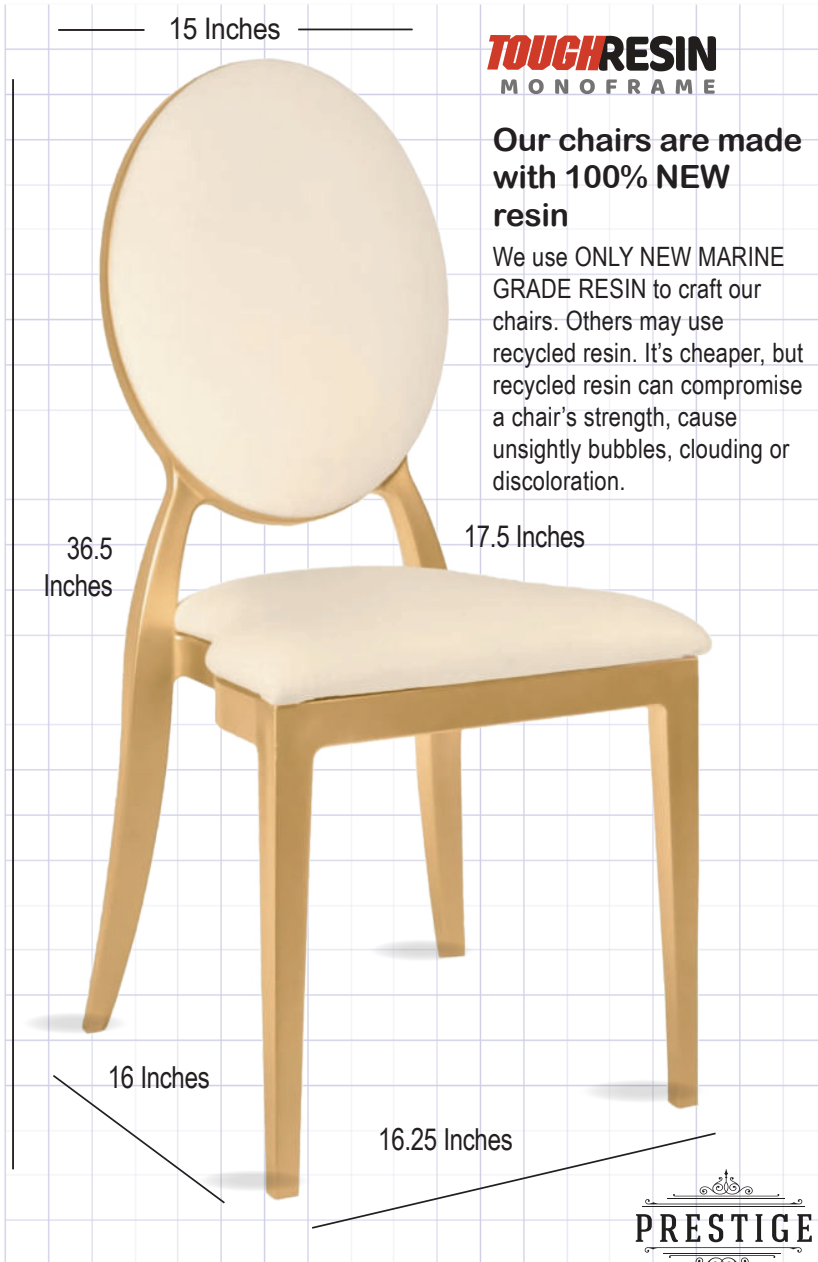 15 Inches
TOUGHRESIN
MONOFRAME
Our chairs are made
with 100% NEW
resin
We use ONLY NEW MARINE
GRADE RESIN to craft our
chairs. Others may use
recycled resin. It’s cheaper, but
recycled resin can compromise
a chair’s strength, cause
unsightly bubbles, clouding or
discoloration.
17.5 Inches
36.5
Inches
16 Inches
16.25 Inches
PRESTIGE